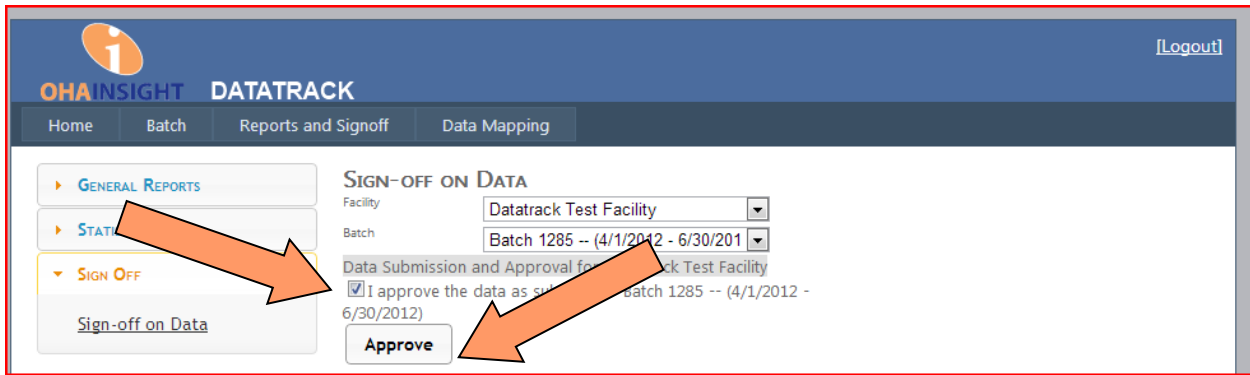 [Logout]
OHAINSIGHT DATATRACK
Home Batch Reports and Signoff Data Mapping
GENERAL REPORTS
SIGN OFF
Sign-off on Data
SIGN-OFF ON DATA
Facility Datatrack Test Facility
Batch Batch 1285 -- (4/1/2012 - 6/30/201
Data Submission and Approval for Test Facility
I approve the data as Batch 1285 -- (4/1/2012 -
6/30/2012)
Approve